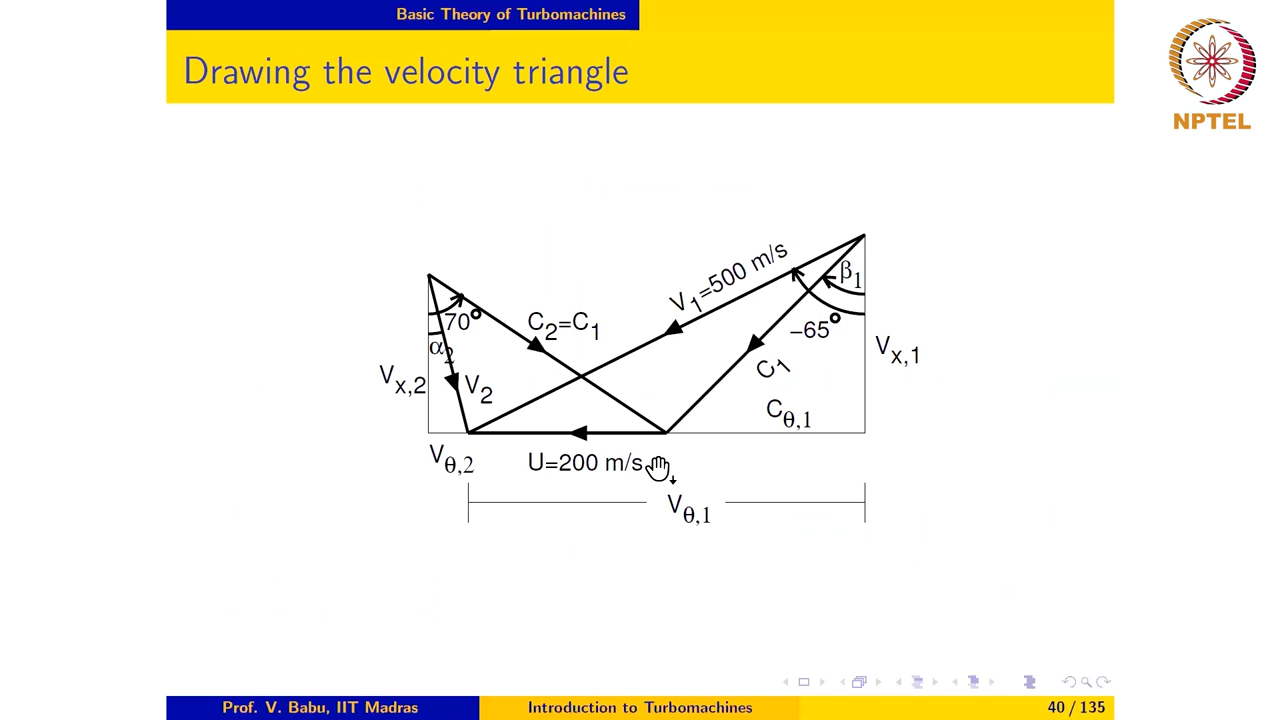 Basic Theory of Turbomachines
Drawing the velocity triangle
NPTEL
V1=500 m/s
β1
−65°
70°
C2=C1
α2
Vx,1
Vx,2
V2
C1
Cθ,1
Vθ,2
U=200 m/s
Vθ,1
Prof. V. Babu, IIT Madras
Introduction to Turbomachines
40 / 135